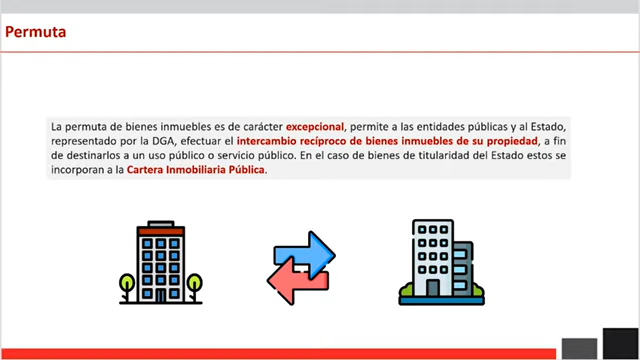 Permuta
La permuta de bienes inmuebles es de carácter excepcional, permite a las entidades públicas y al Estado,
representado por la DGA, efectuar el intercambio recíproco de bienes inmuebles de su propiedad, a fin
de destinarlos a un uso público o servicio público. En el caso de bienes de titularidad del Estado estos se
incorporan a la Cartera Inmobiliaria Pública.